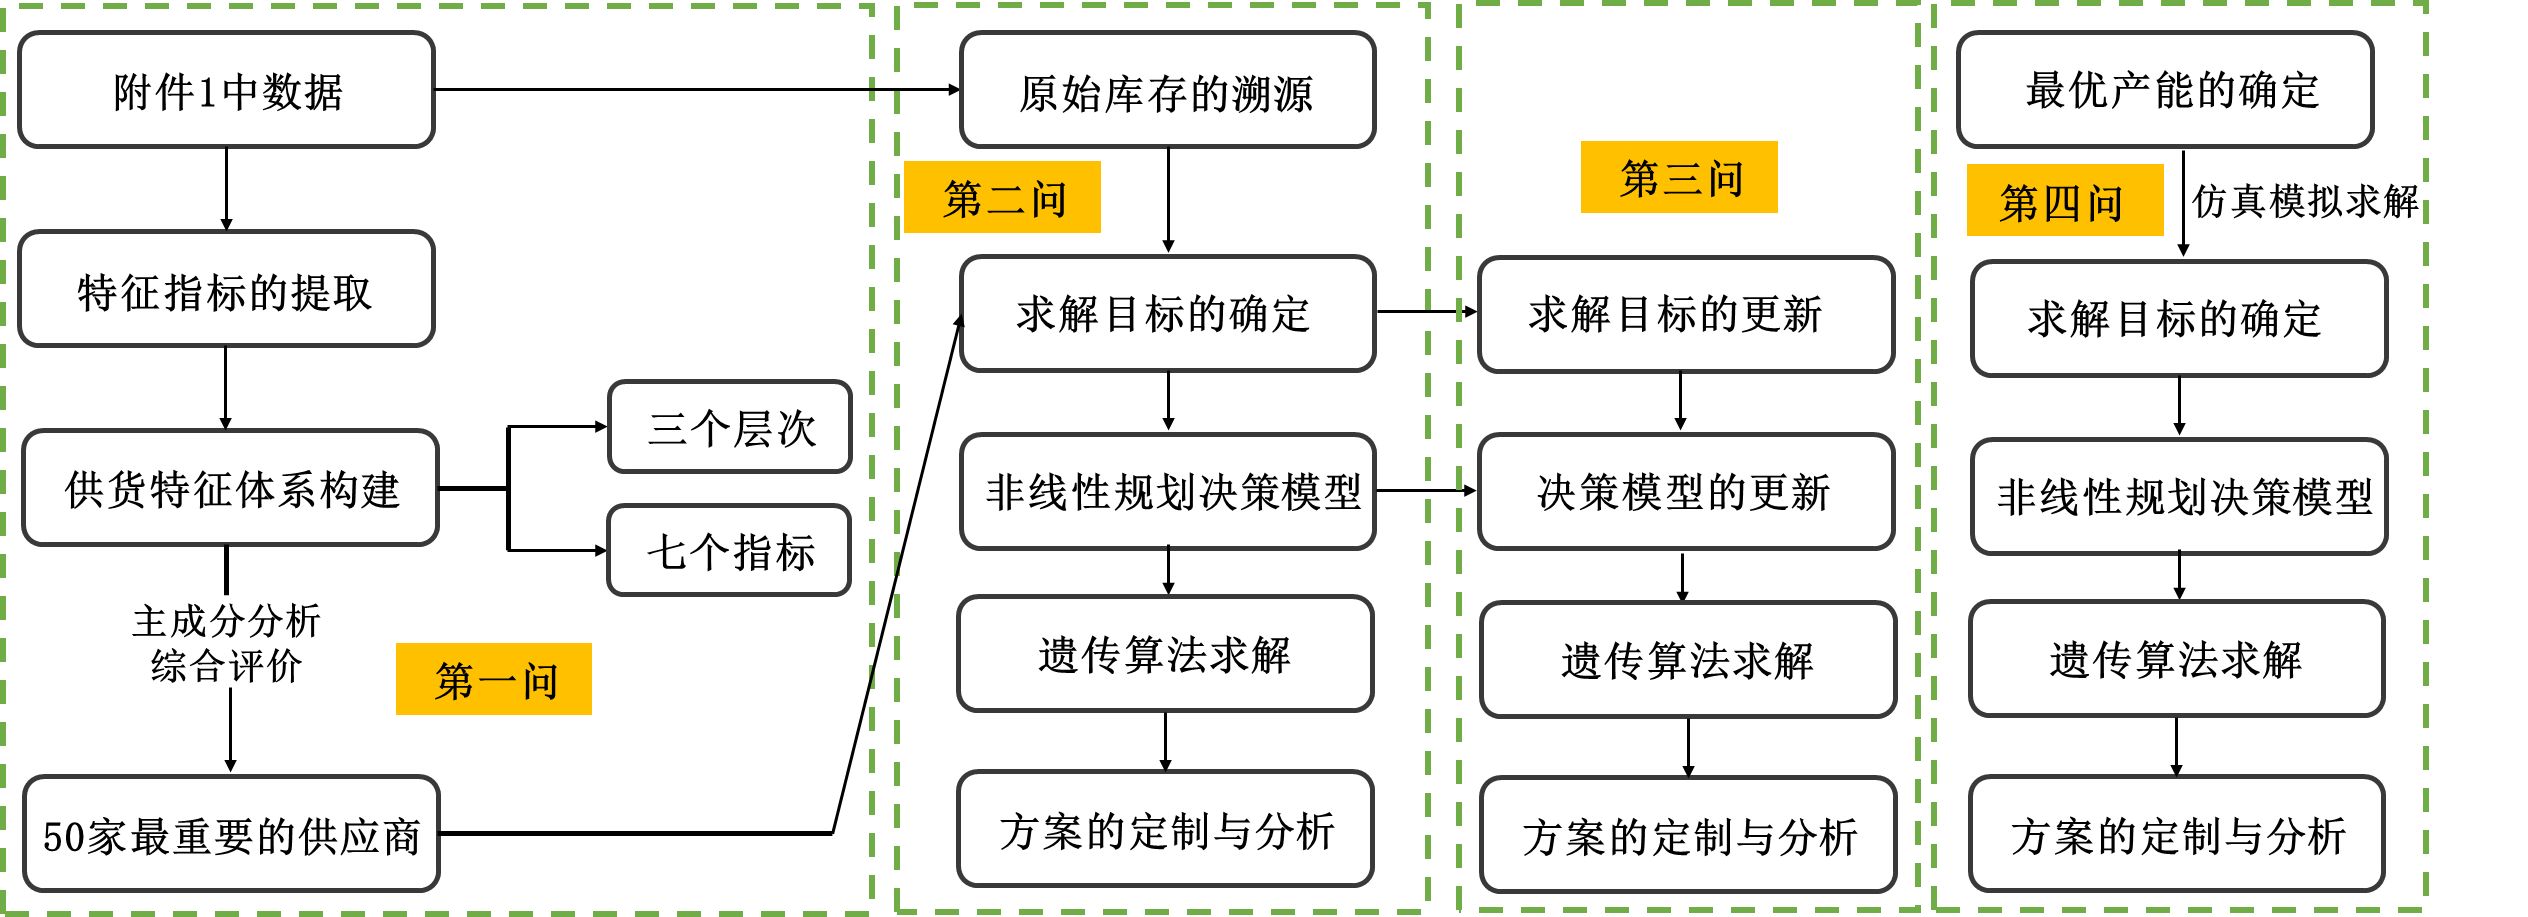 附件1中数据
特征指标的提取
供货特征体系构建
三个层次
七个指标
主成分分析
综合评价
第一问
50家最重要的供应商
原始库存的溯源
第二问
求解目标的确定
非线性规划决策模型
遗传算法求解
方案的定制与分析
第三问
求解目标的更新
决策模型的更新
遗传算法求解
方案的定制与分析
最优产能的确定
第四问
仿真模拟求解
求解目标的确定
非线性规划决策模型
遗传算法求解
方案的定制与分析